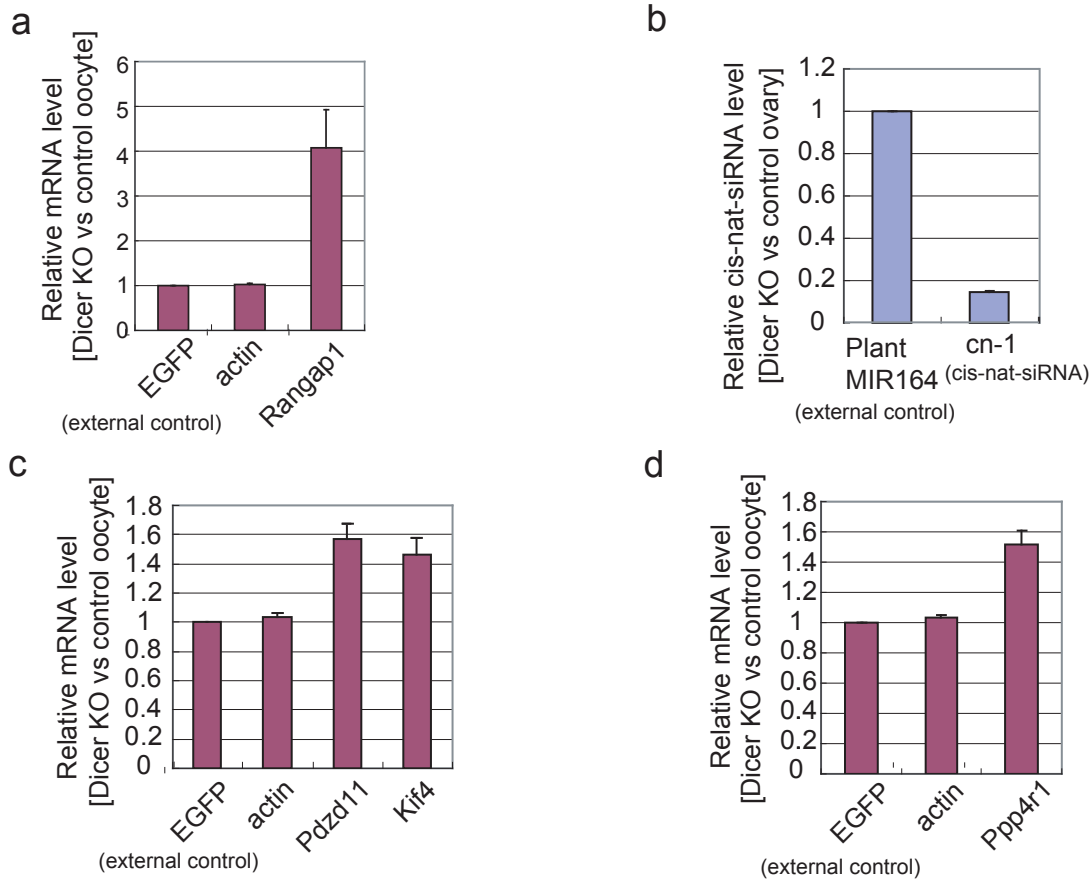 a
Relative mRNA level
[Dicer KO vs control oocyte]
6
5
4
3
2
1
0
EGFP
actin
Rangap1
(external control)
b
Relative cis-nat-siRNA level
[Dicer KO vs control ovary]
1.2
1
0.8
0.6
0.4
0.2
0
Plant
MIR164
cn-1
(cis-nat-siRNA)
(external control)
c
Relative mRNA level
[Dicer KO vs control oocyte]
1.8
1.6
1.4
1.2
1
0.8
0.6
0.4
0.2
0
EGFP
actin
Pdzd11
Kif4
(external control)
d
Relative mRNA level
[Dicer KO vs control oocyte]
1.8
1.6
1.4
1.2
1
0.8
0.6
0.4
0.2
0
EGFP
actin
Ppp4r1
(external control)